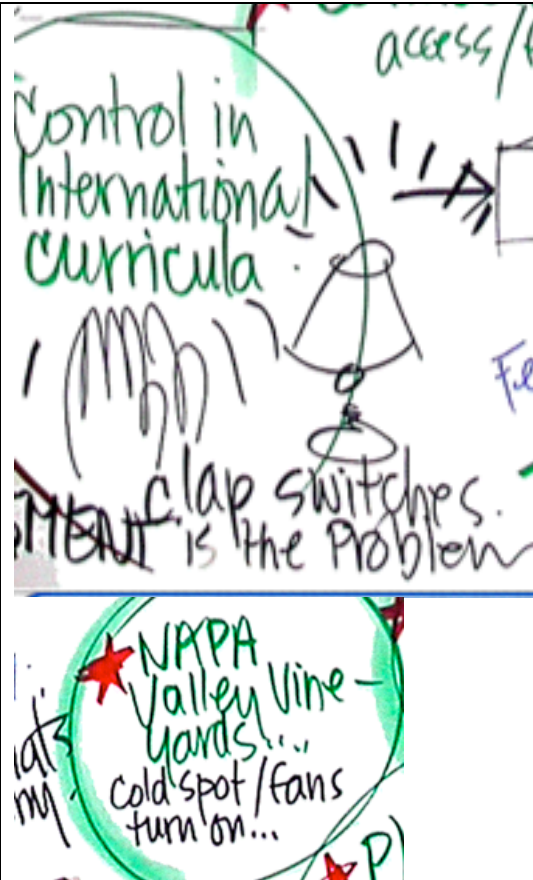 access/
Control in
International
curricula
Clap switches.
MENT is the Problem
NAPA
Valley Vine-
yards....
cold spot/fans
turn on...